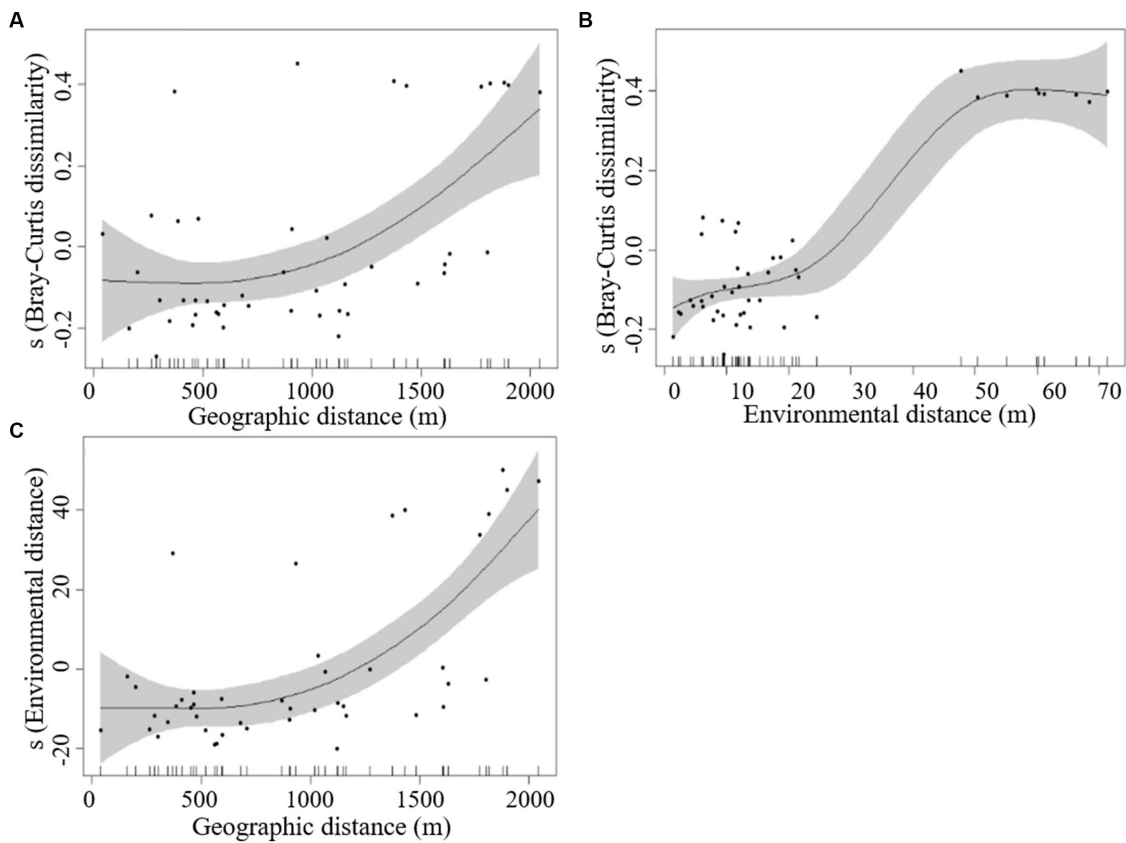 A
s (Bray-Curtis dissimilarity)
0.4
0.2
0.0
-0.2
0 500 1000 1500 2000
Geographic distance (m)
B
s (Bray-Curtis dissimilarity)
0.4
0.2
0.0
-0.2
0 10 20 30 40 50 60 70
Environmental distance (m)
C
s (Environmental distance)
40
20
0
-20
0 500 1000 1500 2000
Geographic distance (m)